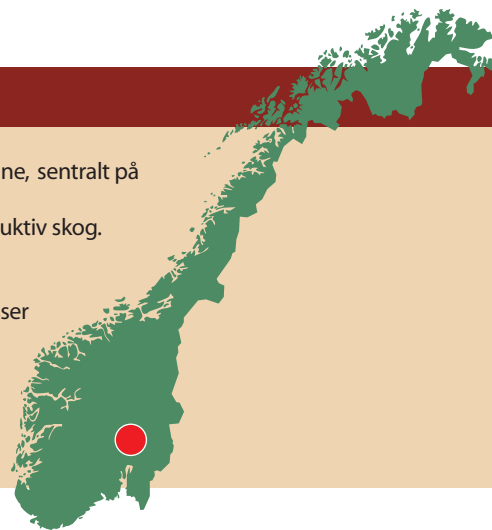 ne, sentralt på
uktiv skog.
ser